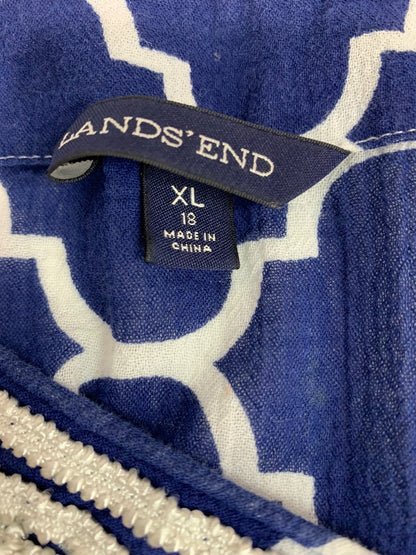 LANDS' END
XL
18
MADE IN
CHINA